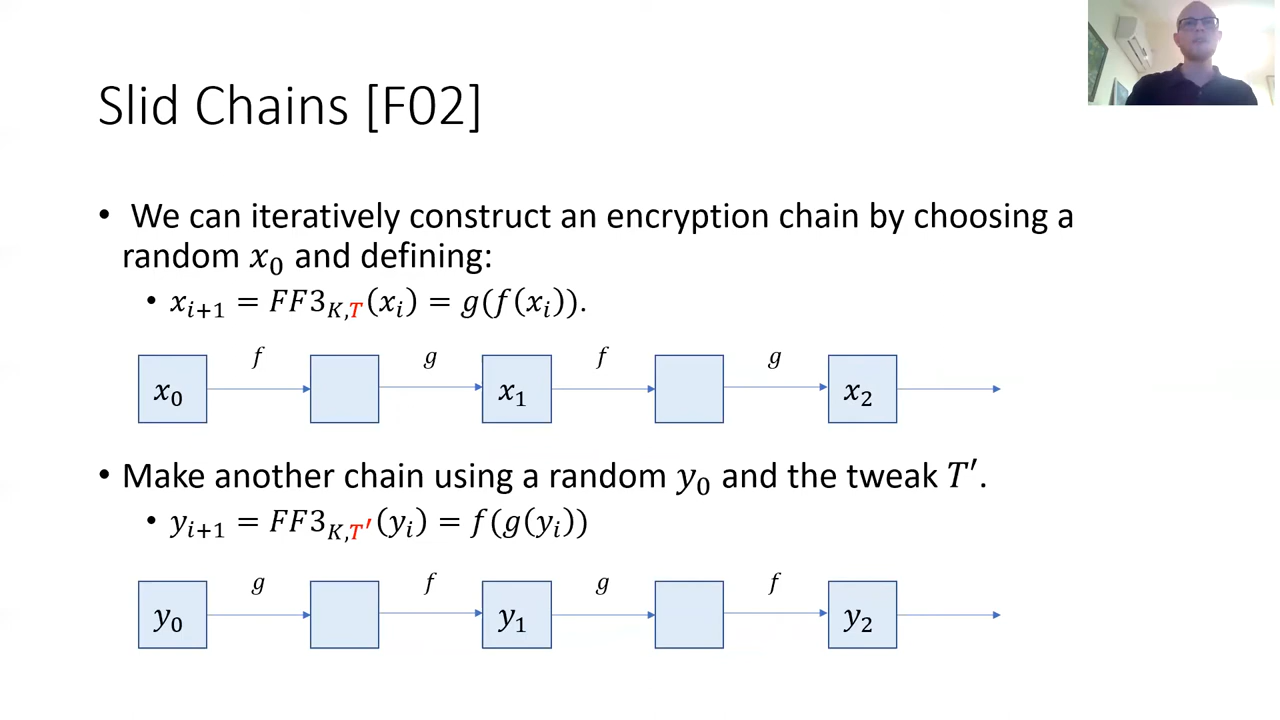 Slid Chains [F02]
• We can iteratively construct an encryption chain by choosing a
random x₀ and defining:
• xᵢ₊₁ = FF3_{K,T}(xᵢ) = g(f(xᵢ)).
f g f g
x₀ x₁ x₂
• Make another chain using a random y₀ and the tweak T′.
• yᵢ₊₁ = FF3_{K,T′}(yᵢ) = f(g(yᵢ))
g f g f
y₀ y₁ y₂